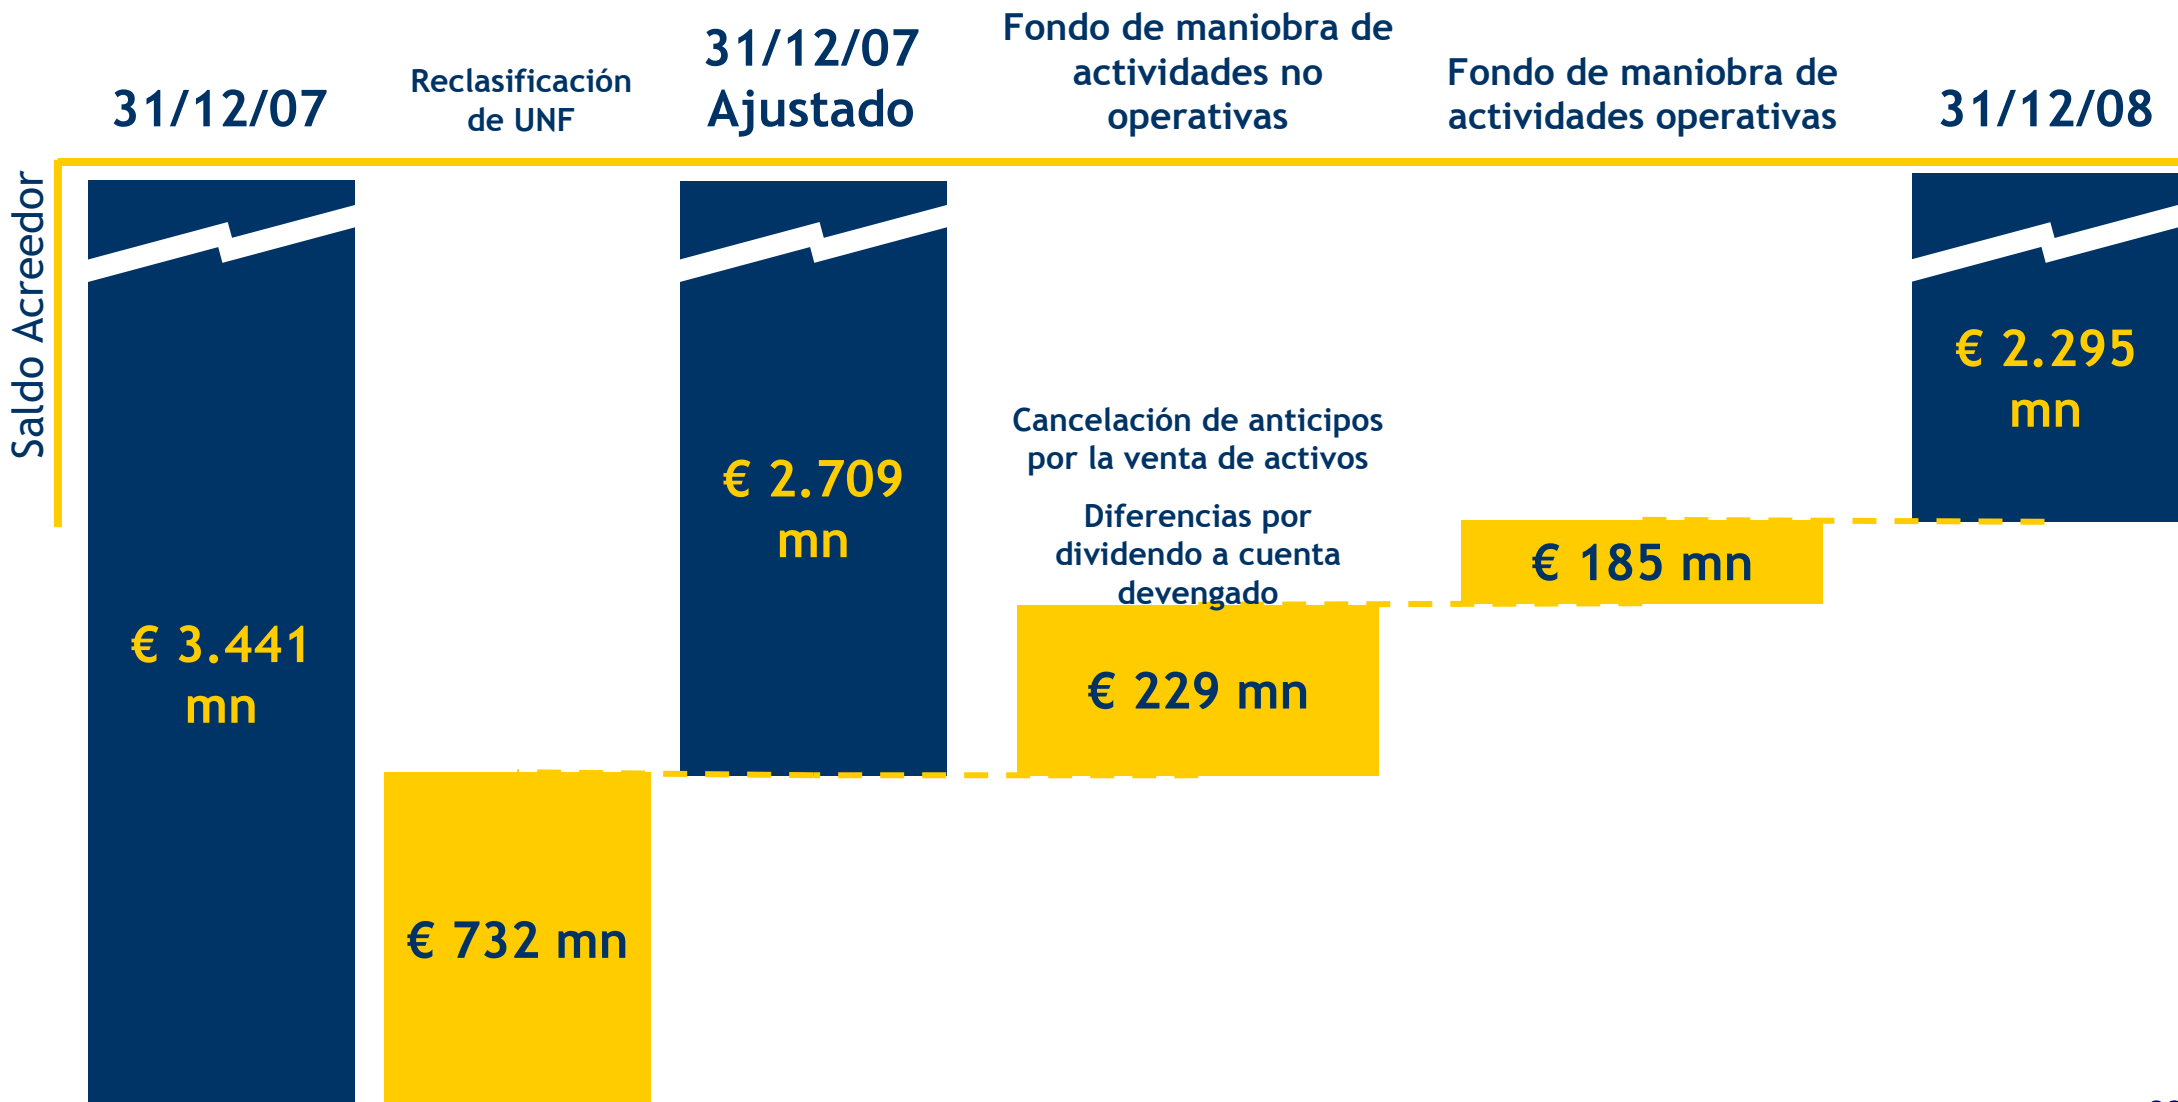 31/12/07
Reclasificación
de UNF
31/12/07
Ajustado
Fondo de maniobra de
actividades no
operativas
Fondo de maniobra de
actividades operativas
31/12/08
Saldo Acreedor
€ 3.441
mn
€ 732 mn
€ 2.709
mn
Cancelación de anticipos
por la venta de activos
Diferencias por
dividendo a cuenta
devengado
€ 229 mn
€ 185 mn
€ 2.295
mn